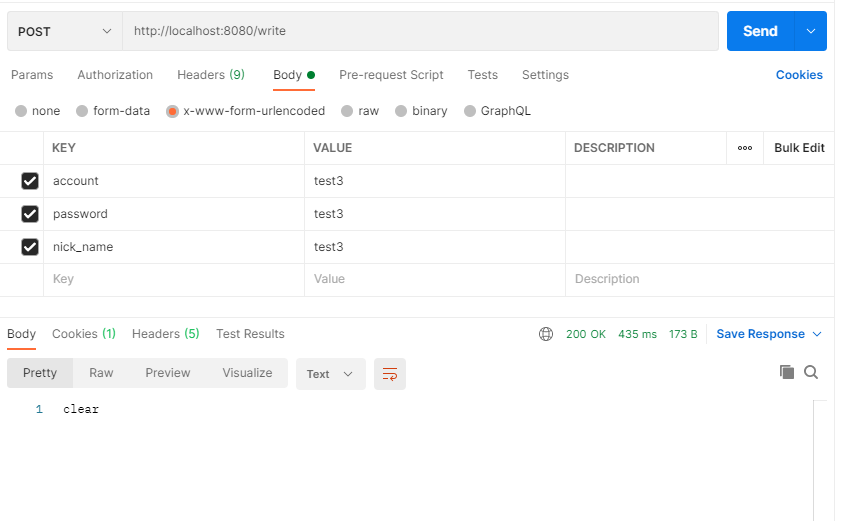 POST http://localhost:8080/write Send
Params Authorization Headers (9) Body Pre-request Script Tests Settings Cookies
none form-data x-www-form-urlencoded raw binary GraphQL
KEY VALUE DESCRIPTION ooo Bulk Edit
account test3
password test3
nick_name test3
Key Value Description
Body Cookies (1) Headers (5) Test Results 200 OK 435 ms 173 B Save Response
Pretty Raw Preview Visualize Text
1 clear